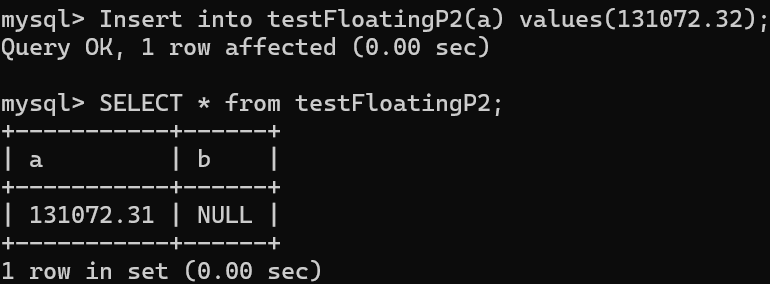 mysql> Insert into testFloatingP2(a) values(131072.32);
Query OK, 1 row affected (0.00 sec)

mysql> SELECT * from testFloatingP2;
+-----------+------+
| a         | b    |
+-----------+------+
| 131072.31 | NULL |
+-----------+------+
1 row in set (0.00 sec)